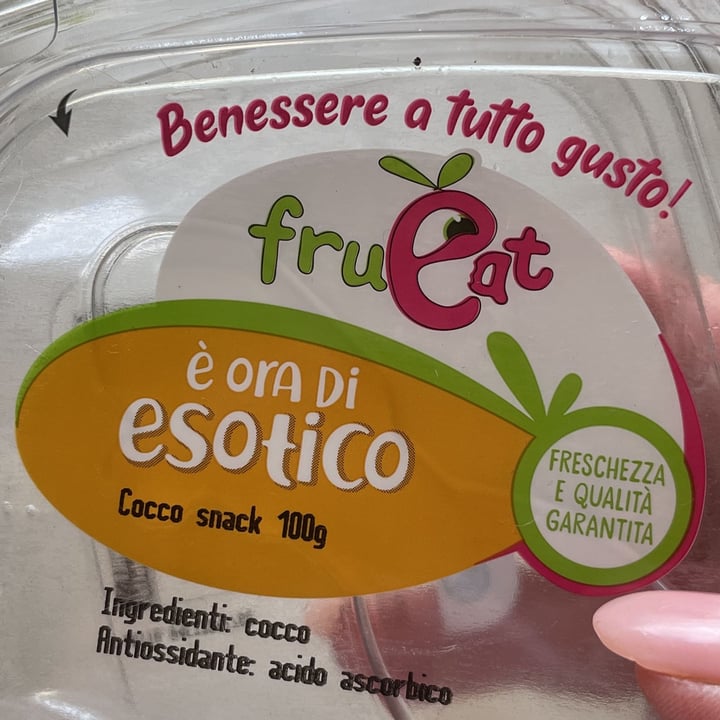 Benessere a tutto gusto!
frueat
è ora di
esotico
Cocco snack 100g
FRESCHEZZA
E QUALITÀ
GARANTITA
Ingredienti: cocco
Antiossidante: acido ascorbico